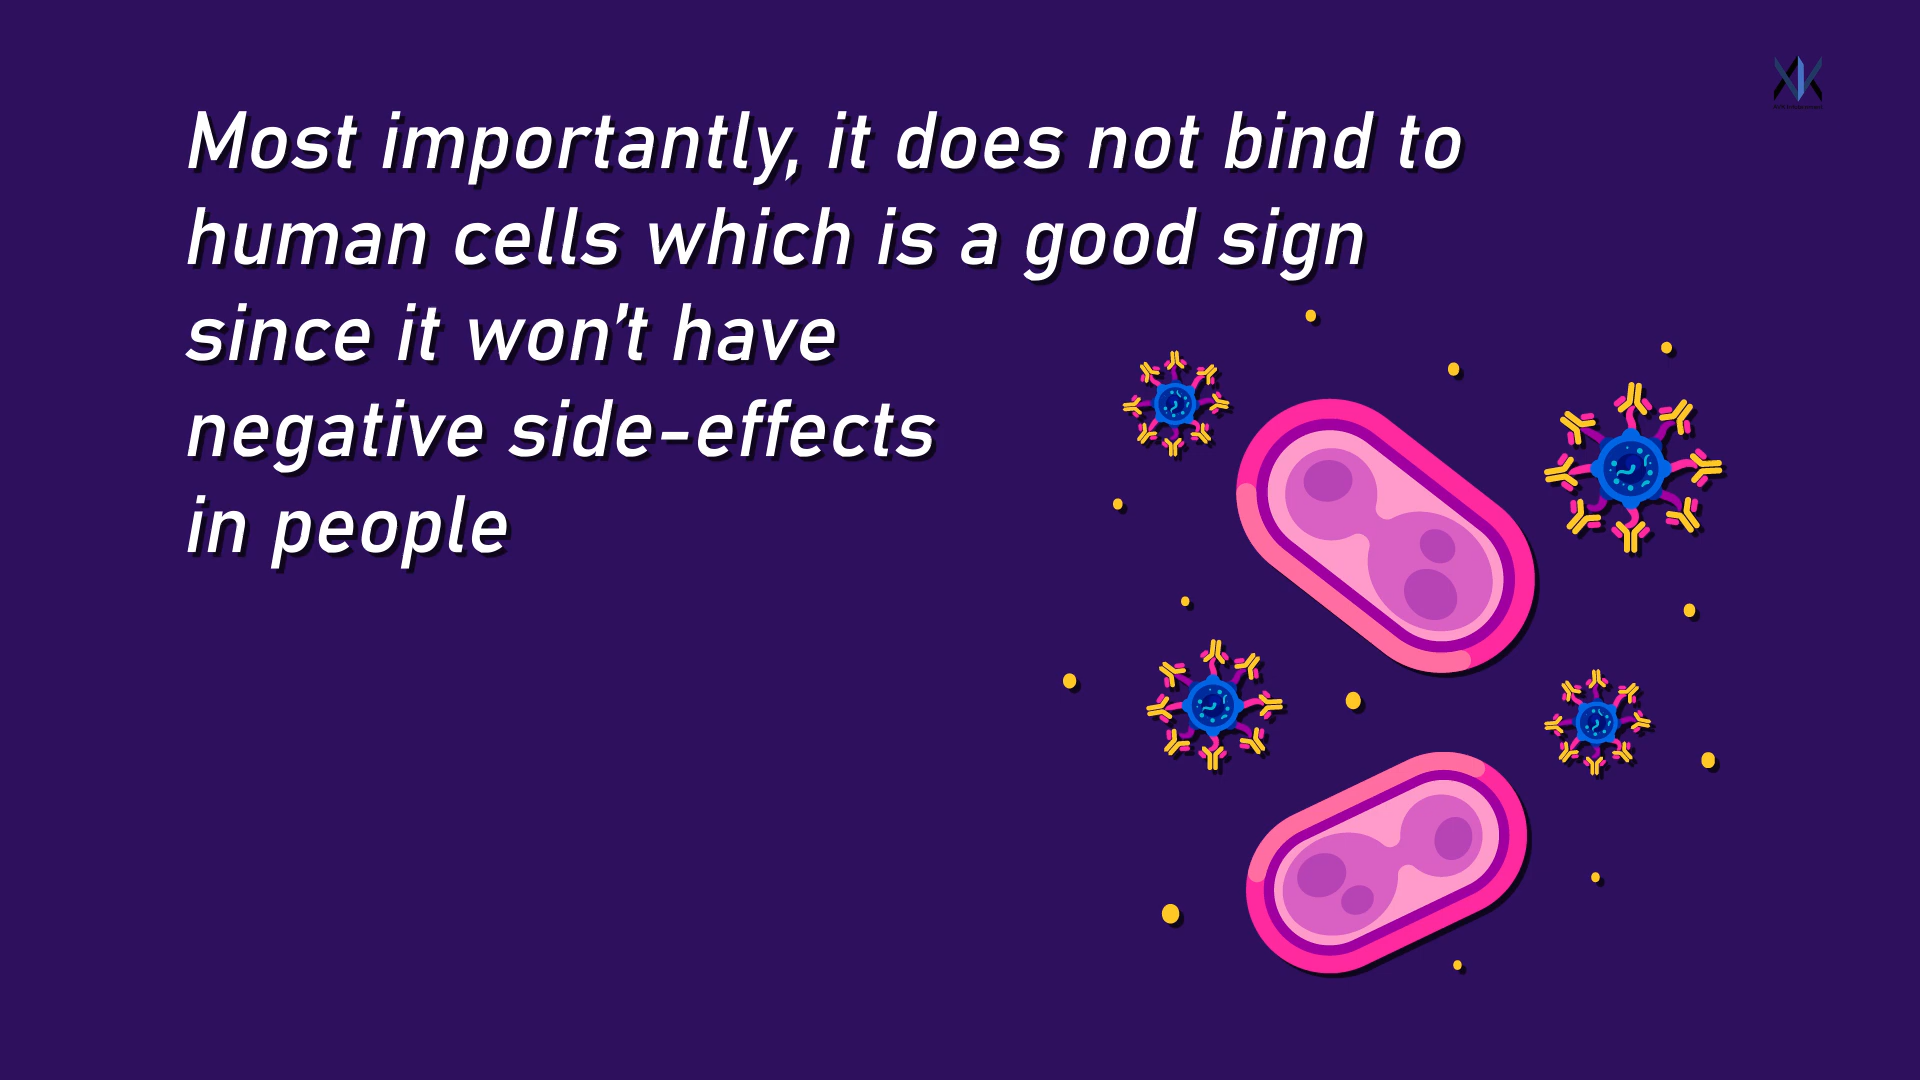 Most importantly, it does not bind to
human cells which is a good sign
since it won't have
negative side-effects
in people